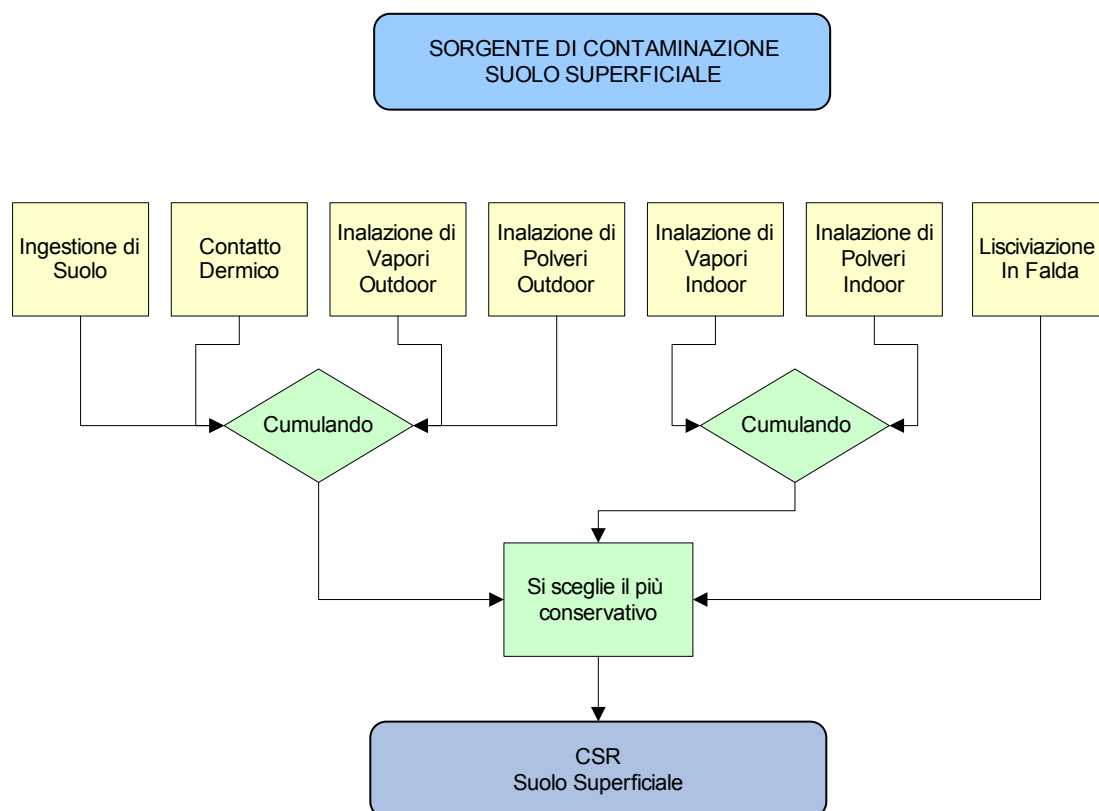 SORGENTE DI CONTAMINAZIONE
SUOLO SUPERFICIALE
Ingestione di
Suolo
Contatto
Dermico
Inalazione di
Vapori
Outdoor
Inalazione di
Polveri
Outdoor
Inalazione di
Vapori
Indoor
Inalazione di
Polveri
Indoor
Lisciviazione
In Falda
Cumulando
Cumulando
Si sceglie il più
conservativo
CSR
Suolo Superficiale